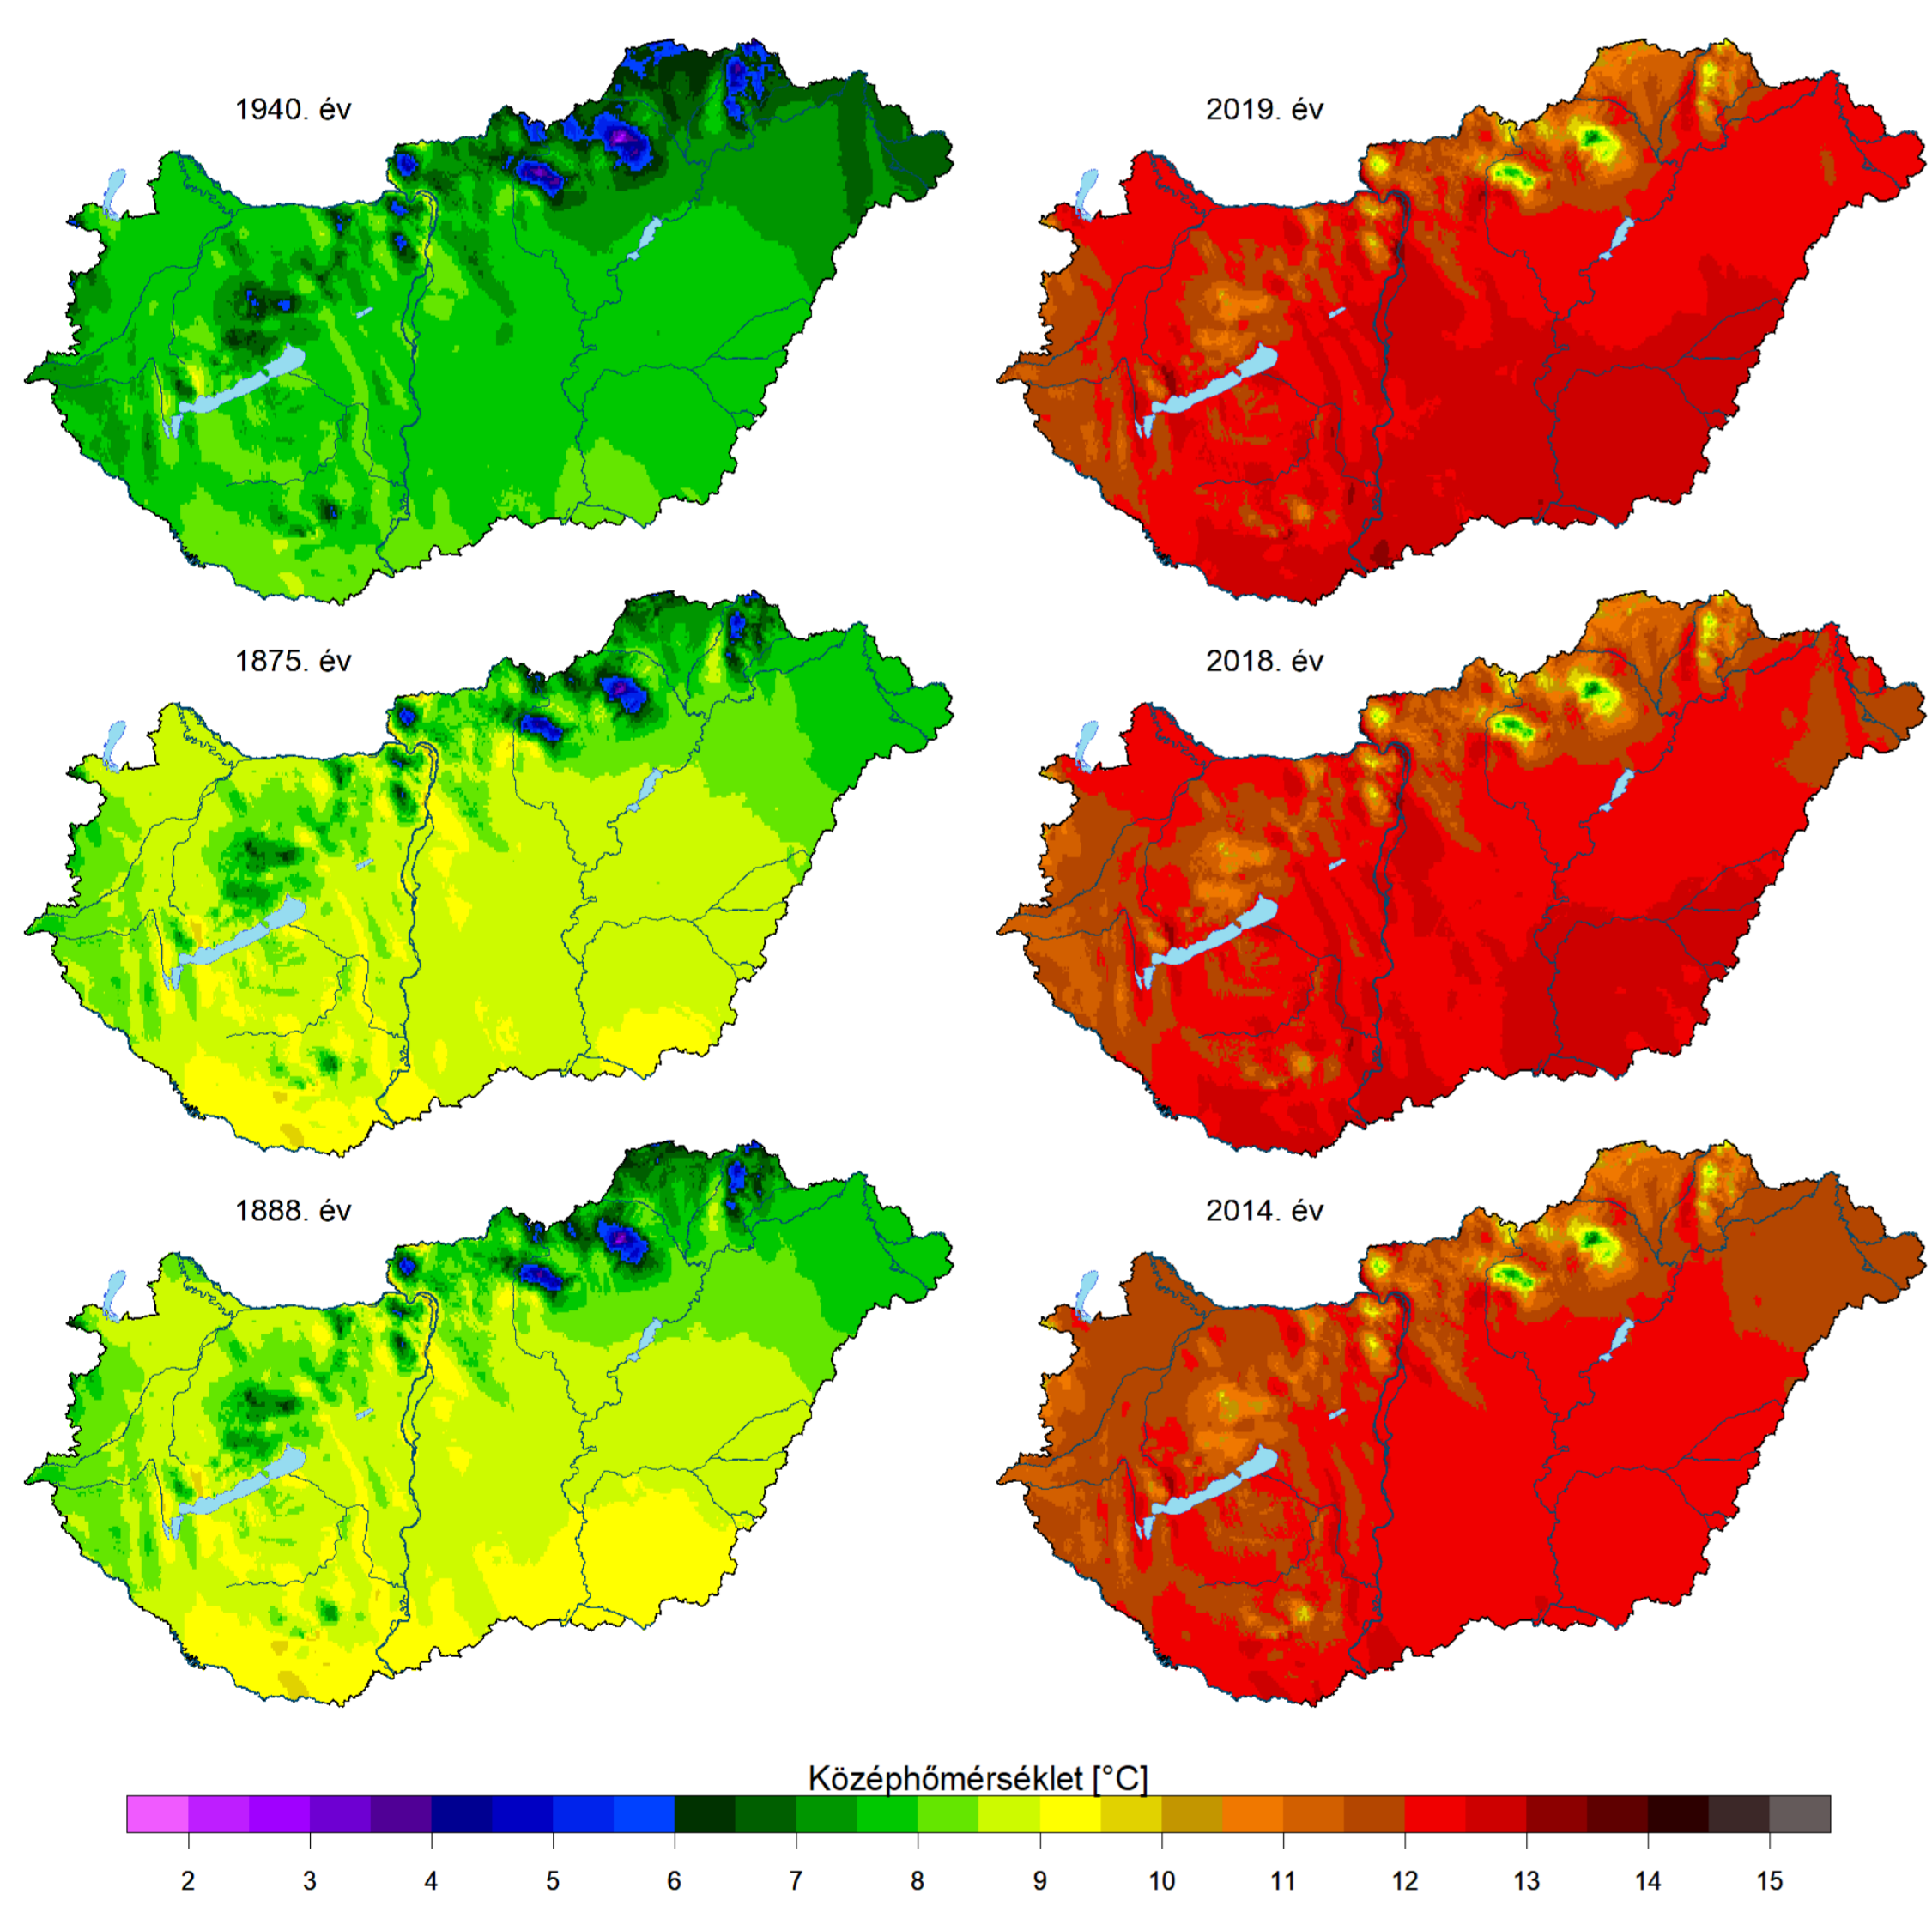 1940. év
2019. év
1875. év
2018. év
1888. év
2014. év
Középhőmérséklet [°C]
2 3 4 5 6 7 8 9 10 11 12 13 14 15